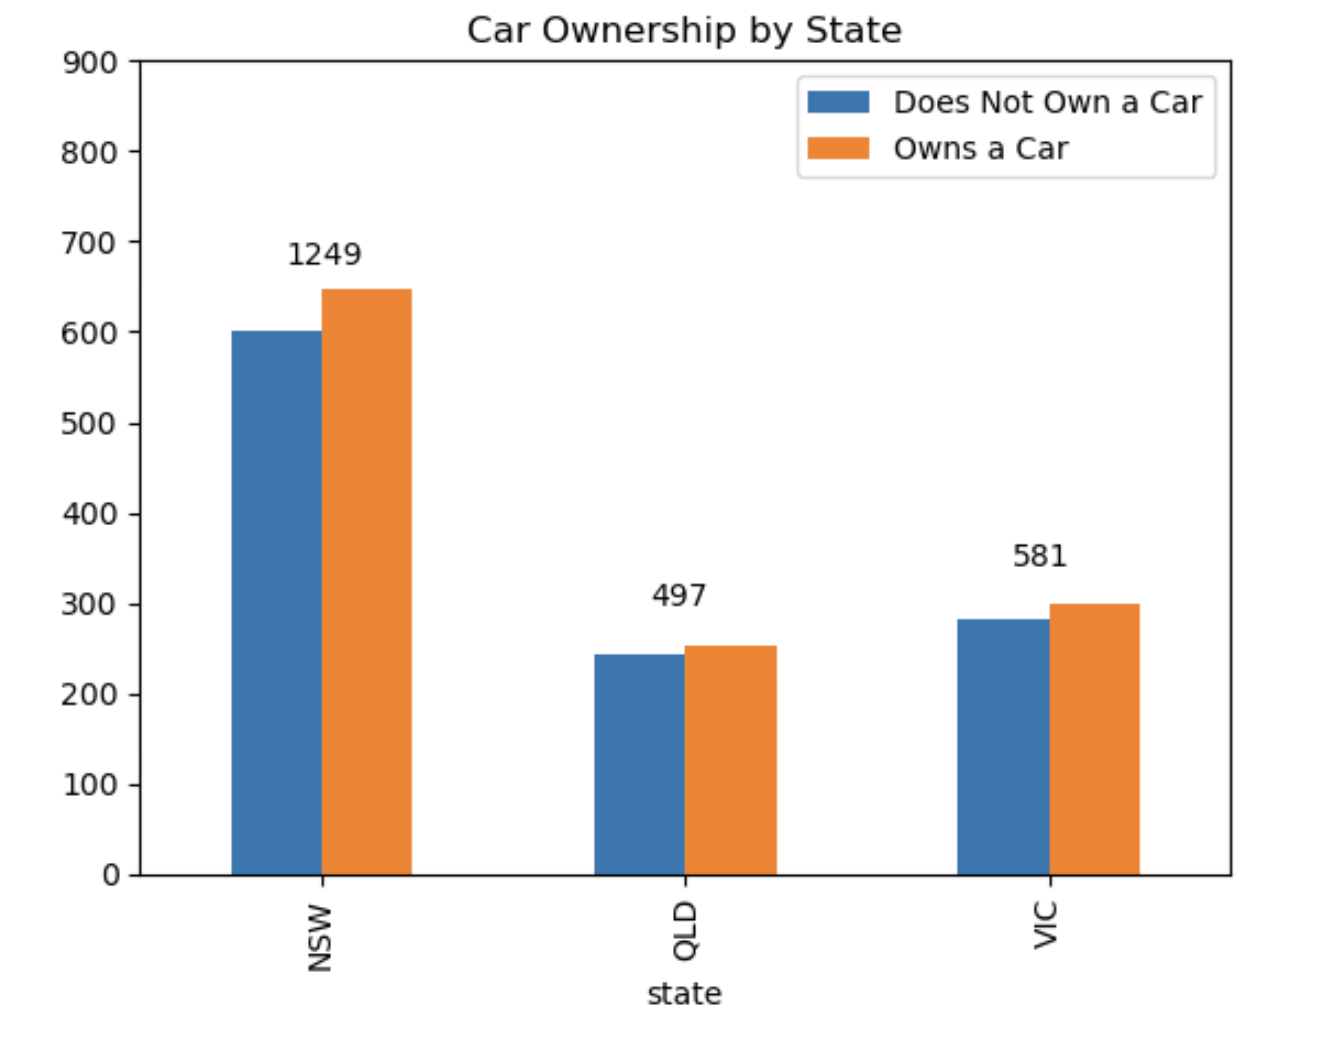 Car Ownership by State
900
800
700
600
500
400
300
200
100
0
Does Not Own a Car
Owns a Car
1249
497
581
NSW
QLD
VIC
state